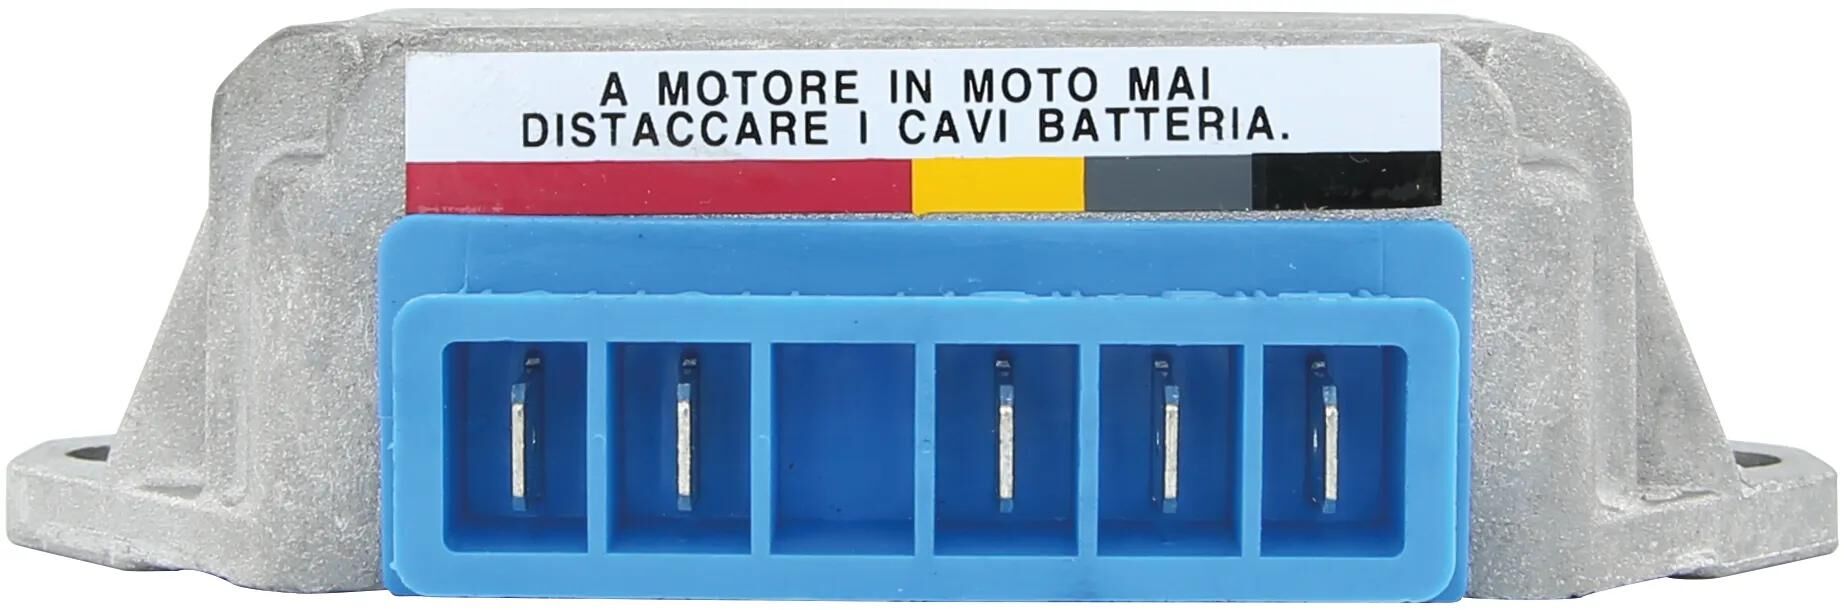 A MOTORE IN MOTO MAI
DISTACCARE I CAVI BATTERIA.